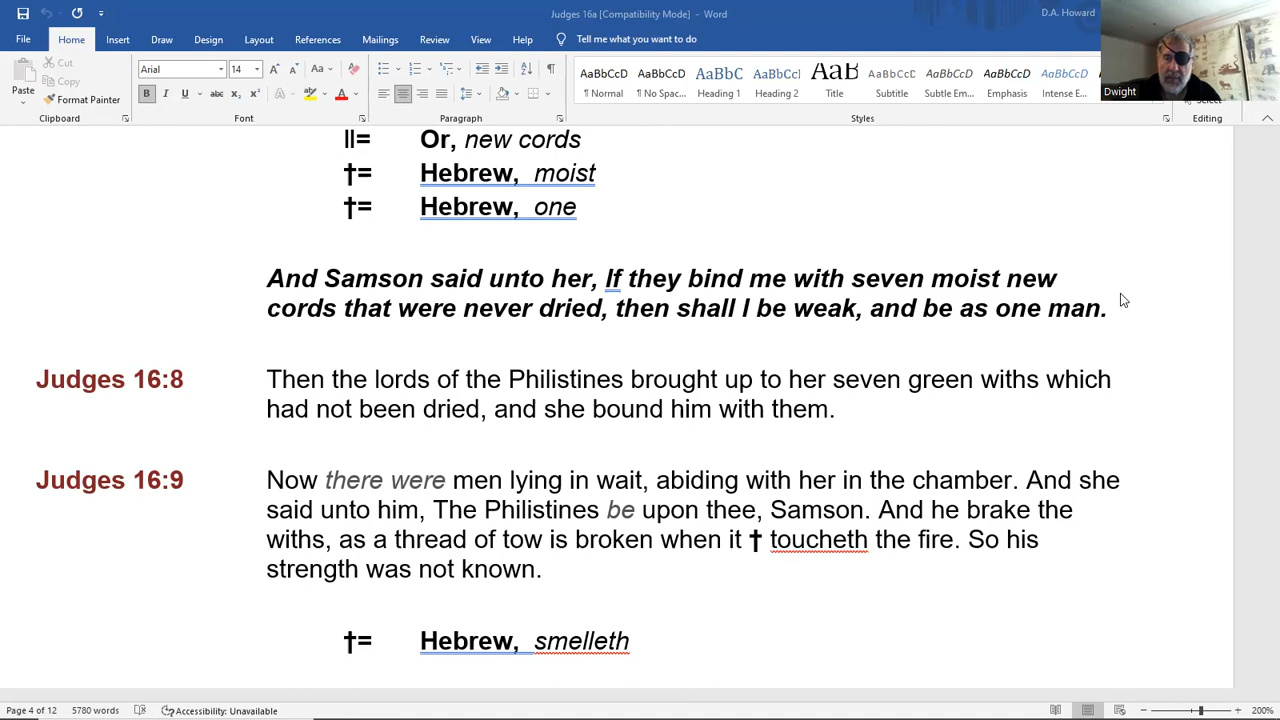 Judges 16a [Compatibility Mode] - Word
D.A. Howard
File Home Insert Draw Design Layout References Mailings Review View Help Tell me what you want to do
Cut
Copy
Format Painter
Paste
Arial 14
AaBbCcD AaBbCcD AaBbC AaBbCcl AaB AaBbCcD AaBbCcD AaBbCcD AaBbCcD
¶ Normal ¶ No Spac... Heading 1 Heading 2 Title Subtitle Subtle Em... Emphasis Intense E...
Clipboard Font Paragraph Styles Editing
Dwight
ǁ= Or, new cords
†= Hebrew, moist
†= Hebrew, one
And Samson said unto her, If they bind me with seven moist new
cords that were never dried, then shall I be weak, and be as one man.
Judges 16:8 Then the lords of the Philistines brought up to her seven green withs which
had not been dried, and she bound him with them.
Judges 16:9 Now there were men lying in wait, abiding with her in the chamber. And she
said unto him, The Philistines be upon thee, Samson. And he brake the
withs, as a thread of tow is broken when it † toucheth the fire. So his
strength was not known.
†= Hebrew, smelleth
Page 4 of 12 5780 words Accessibility: Unavailable 200%